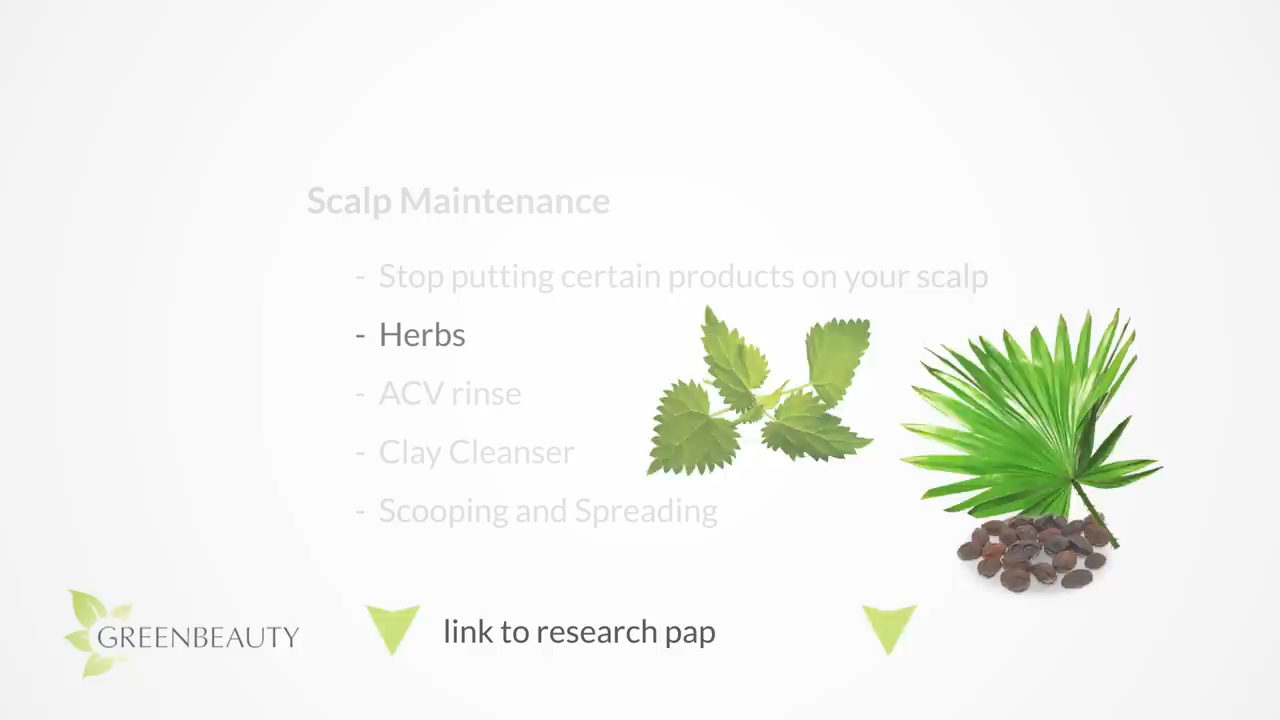 Scalp Maintenance
- Stop putting certain products on your scalp
- Herbs
- ACV rinse
- Clay Cleanser
- Scooping and Spreading
GREENBEAUTY
link to research pap